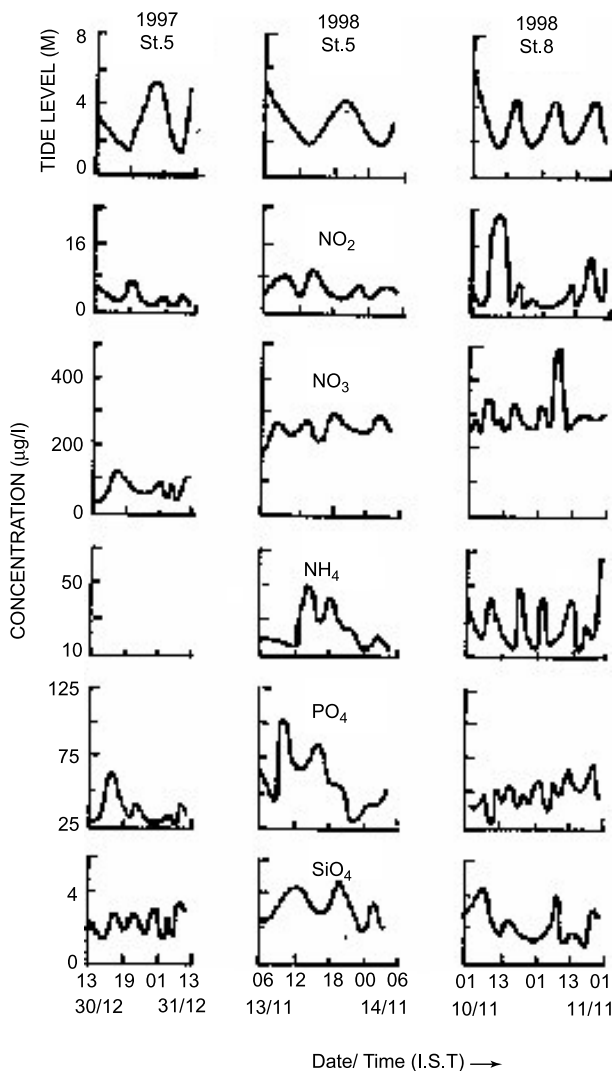 1997
St.5
1998
St.5
1998
St.8
TIDE LEVEL (M)
8
4
0
NO2
16
0
CONCENTRATION (µg/l)
NO3
400
200
0
NH4
50
10
PO4
125
75
25
SiO4
4
0
13 19 01 13
06 12 18 00 06
01 13 01 13 01
30/12 31/12
13/11 14/11
10/11 11/11
Date/ Time (I.S.T)